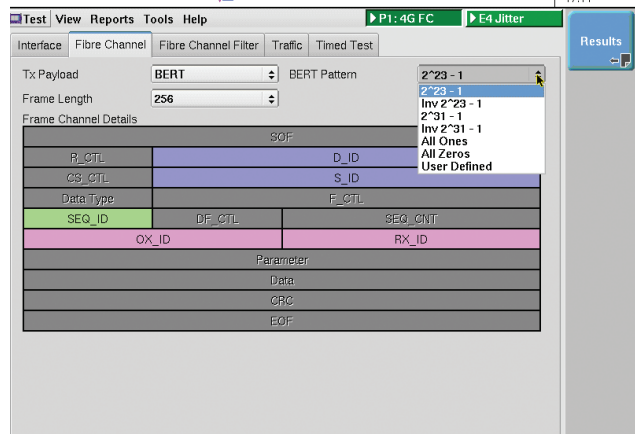 Test View Reports Tools Help
P1: 4G FC
E4 Jitter
Results
Interface Fibre Channel Fibre Channel Filter Traffic Timed Test
Tx Payload BERT BERT Pattern 2^23 - 1
Frame Length 256
2^23 - 1
Inv 2^23 - 1
2^31 - 1
Inv 2^31 - 1
All Ones
All Zeros
User Defined
Frame Channel Details
SOF
R_CTL D_ID
CS_CTL S_ID
Data Type F_CTL
SEQ_ID DF_CTL SEQ_CNT
OX_ID RX_ID
Parameter
Data
CRC
EOF